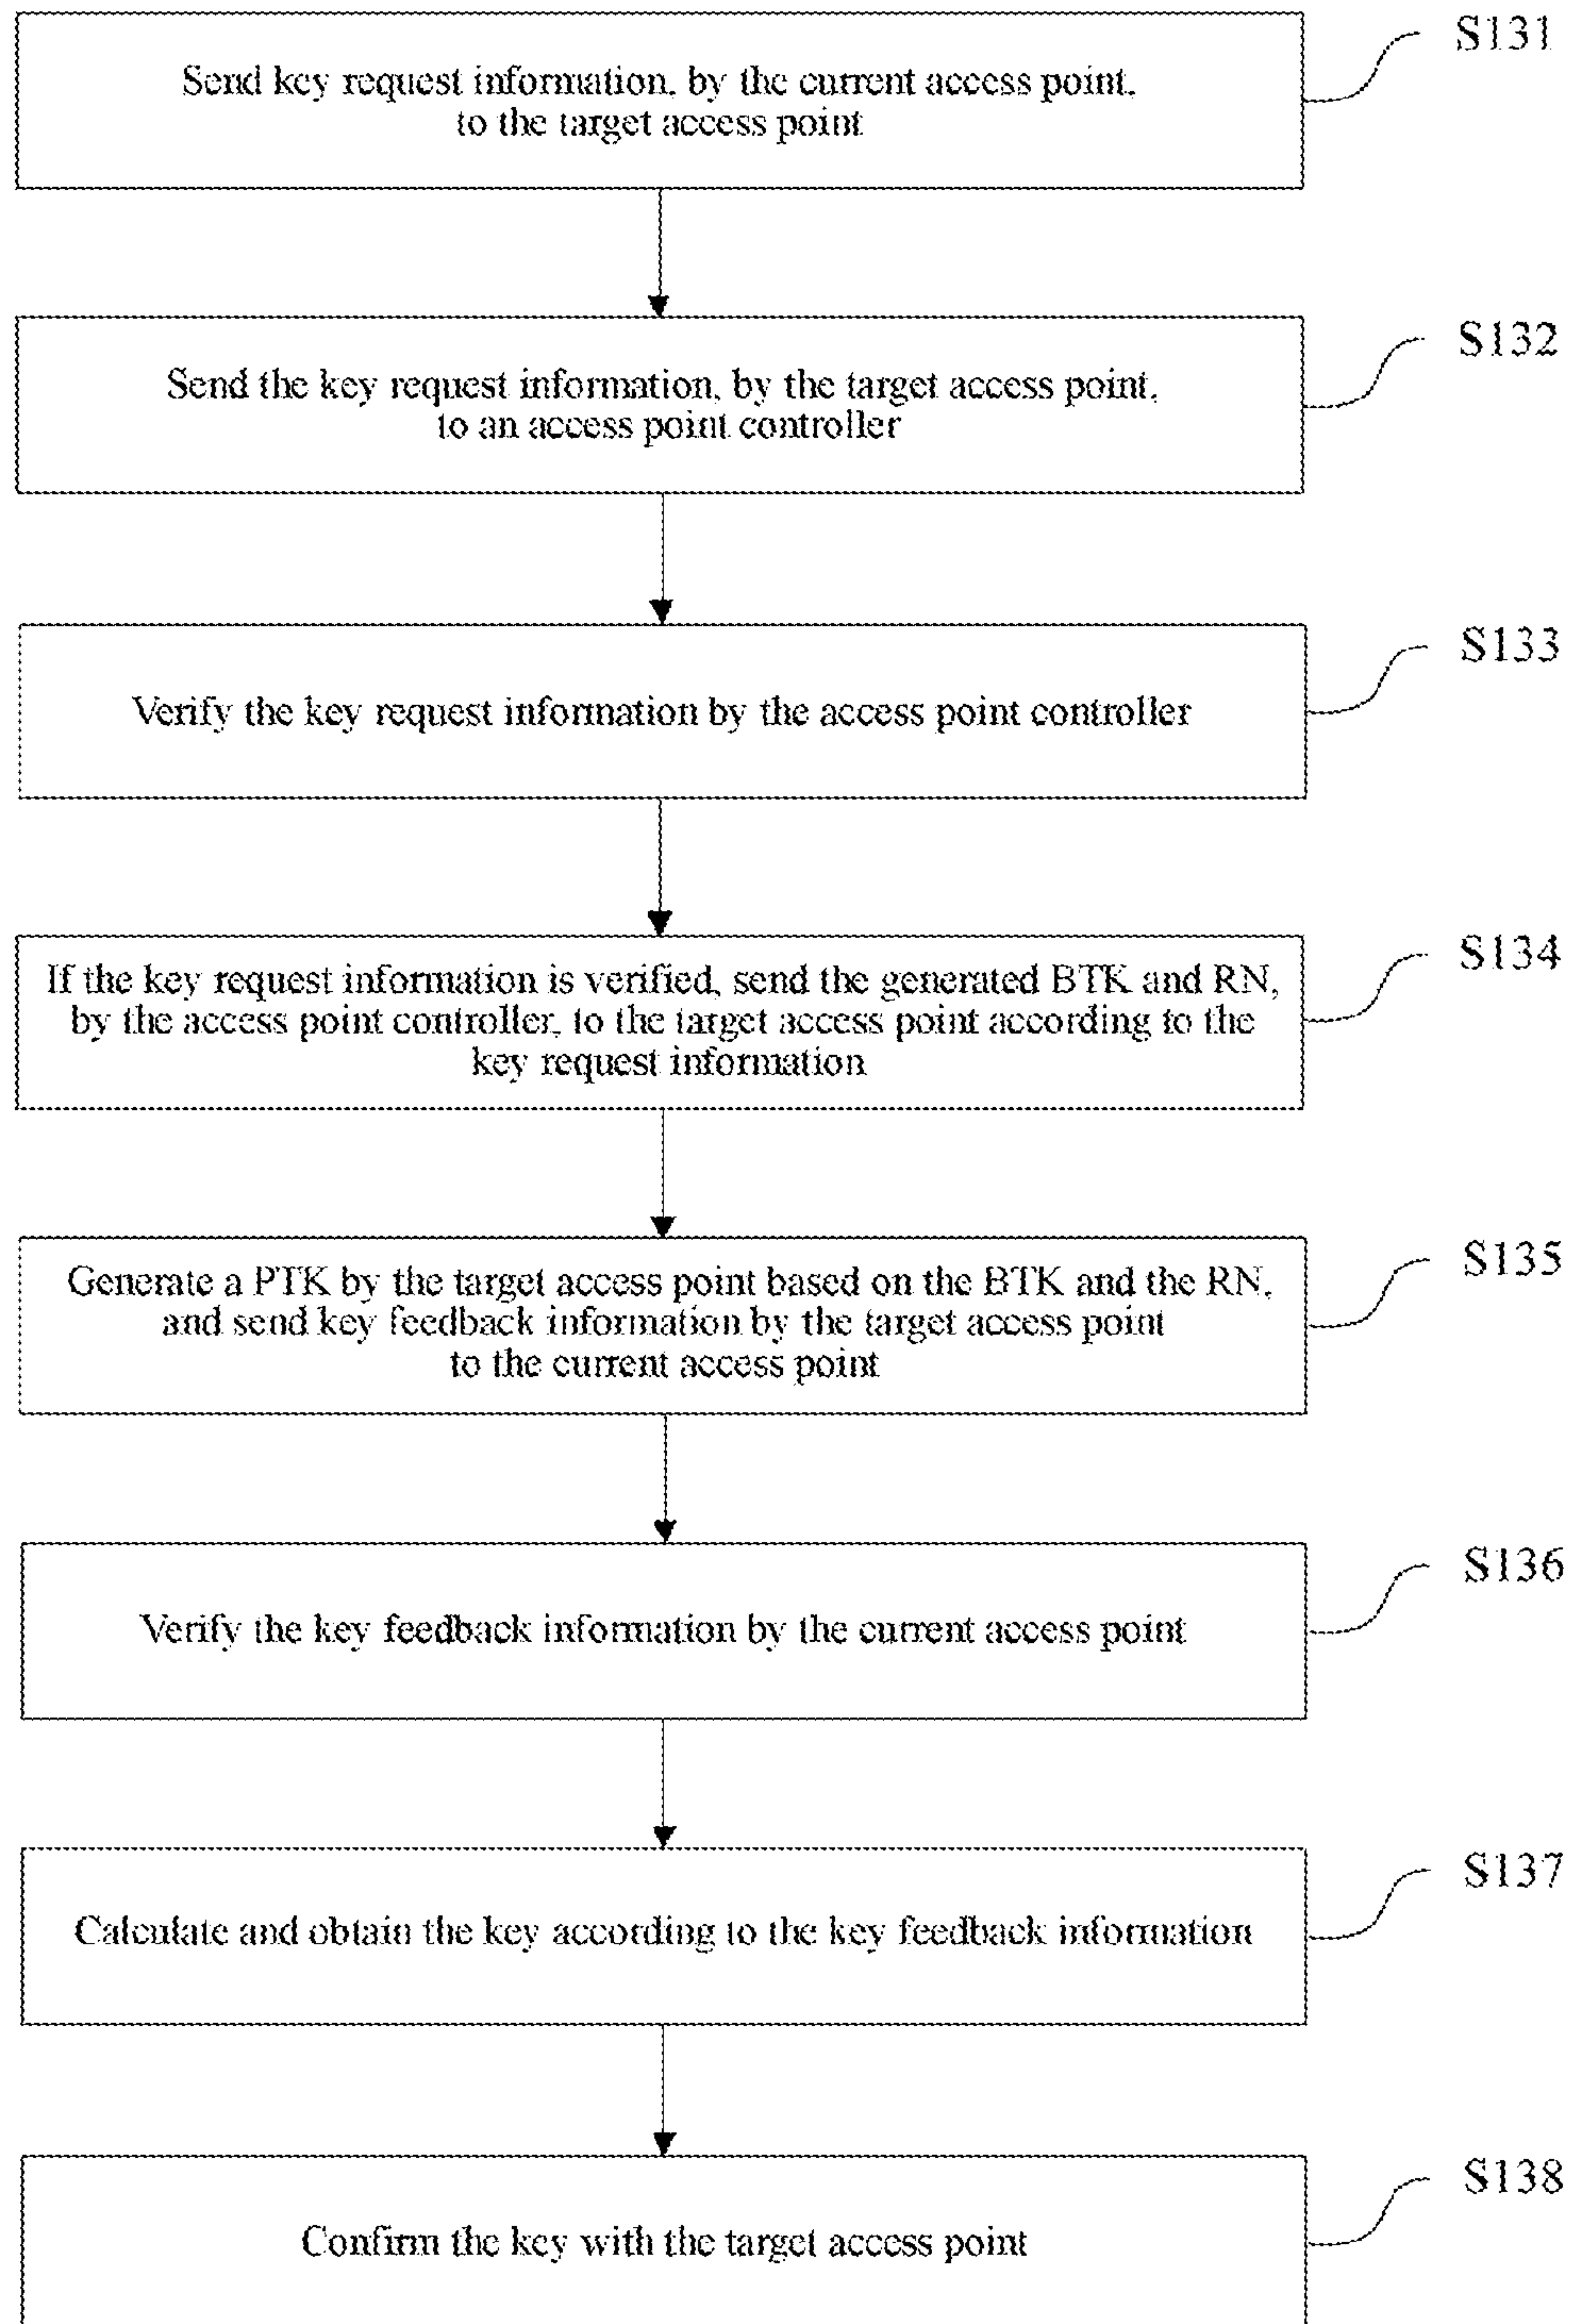 S131
Send key request information, by the current access point,
to the target access point
S132
Send the key request information, by the target access point,
to an access point controller
S133
Verify the key request information by the access point controller
S134
If the key request information is verified, send the generated BTK and RN,
by the access point controller, to the target access point according to the
key request information
S135
Generate a PTK by the target access point based on the BTK and the RN,
and send key feedback information by the target access point
to the current access point
S136
Verify the key feedback information by the current access point
S137
Calculate and obtain the key according to the key feedback information
S138
Confirm the key with the target access point